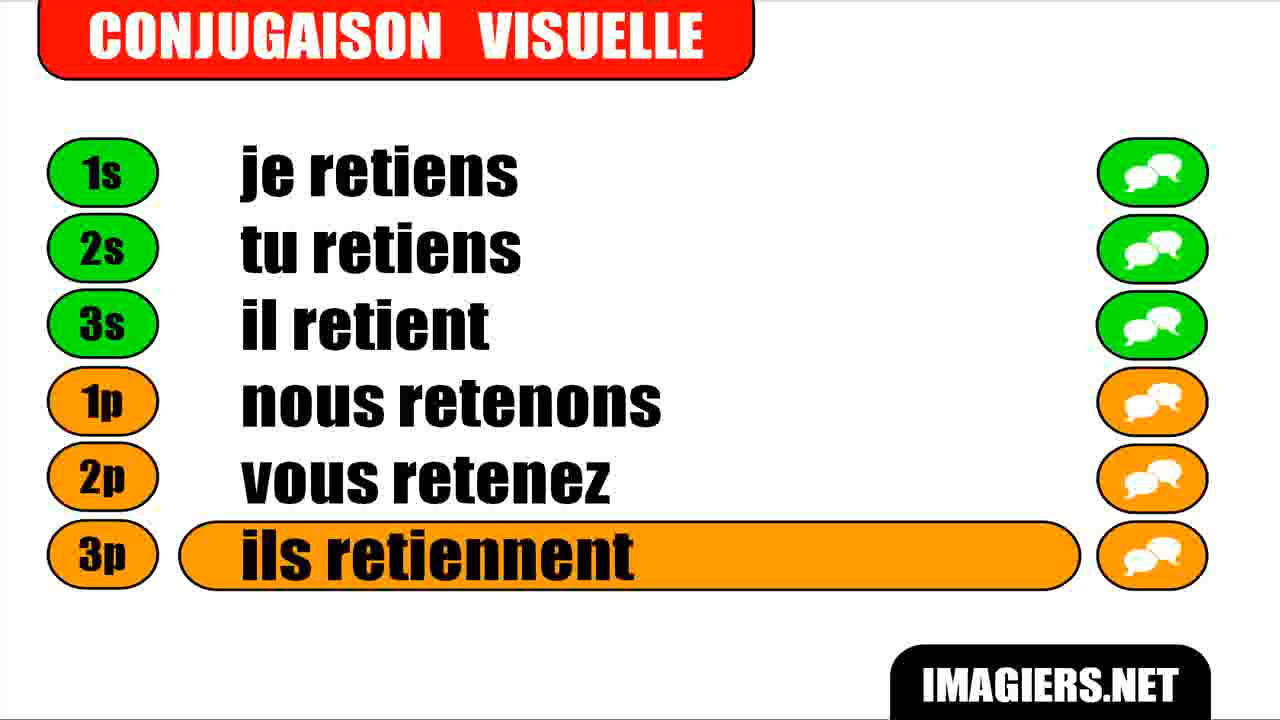 CONJUGAISON VISUELLE
1s je retiens
2s tu retiens
3s il retient
1p nous retenons
2p vous retenez
3p ils retiennent
IMAGIERS.NET